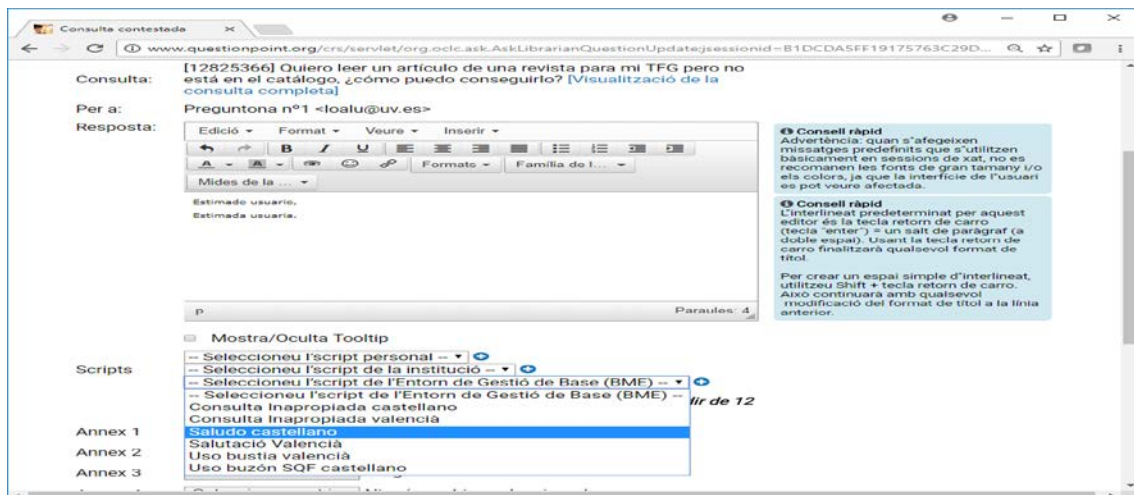 Consulta contestada
www.questionpoint.org/crs/servlet/org.oclc.ask.AskLibrarianQuestionUpdate;jsessionid=B1DCDA5FF19175763C29D...
Consulta:
[12825366] Quiero leer un artículo de una revista para mi TFG pero no
está en el catálogo, ¿cómo puedo conseguirlo? [Visualització de la
consulta completa]
Per a: Preguntona nº1 <loalu@uv.es>
Resposta:
Edició Format Veure Inserir
B I U
A A Formats Família de l...
Mides de la ...
Estimado usuario,
Estimada usuaria,
p Paraules: 4
Consell ràpid
Advertència: quan s'afegeixen
missatges predefinits que s'utilitzen
bàsicament en sessions de xat, no es
recomanen les fonts de gran tamany i/o
els colors, ja que la interfície de l'usuari
es pot veure afectada.
Consell ràpid
L'interlineat predeterminat per aquest
editor és la tecla retorn de carro
(tecla "enter") = un salt de paràgraf (a
doble espai). Usant la tecla retorn de
carro finalitzarà qualsevol format de
títol.
Per crear un espai simple d'interlineat,
utilitzeu Shift + tecla retorn de carro.
Això continuarà amb qualsevol
modificació del format de títol a la línia
anterior.
Mostra/Oculta Tooltip
Scripts
-- Seleccioneu l'script personal --
-- Seleccioneu l'script de la institució --
-- Seleccioneu l'script de l'Entorn de Gestió de Base (BME) --
-- Seleccioneu l'script de l'Entorn de Gestió de Base (BME) --
Consulta Inapropiada castellano
Consulta Inapropiada valencià
Saludo castellano
Salutació Valencià
Uso bustia valencià
Uso buzón SQF castellano
dir de 12
Annex 1
Annex 2
Annex 3